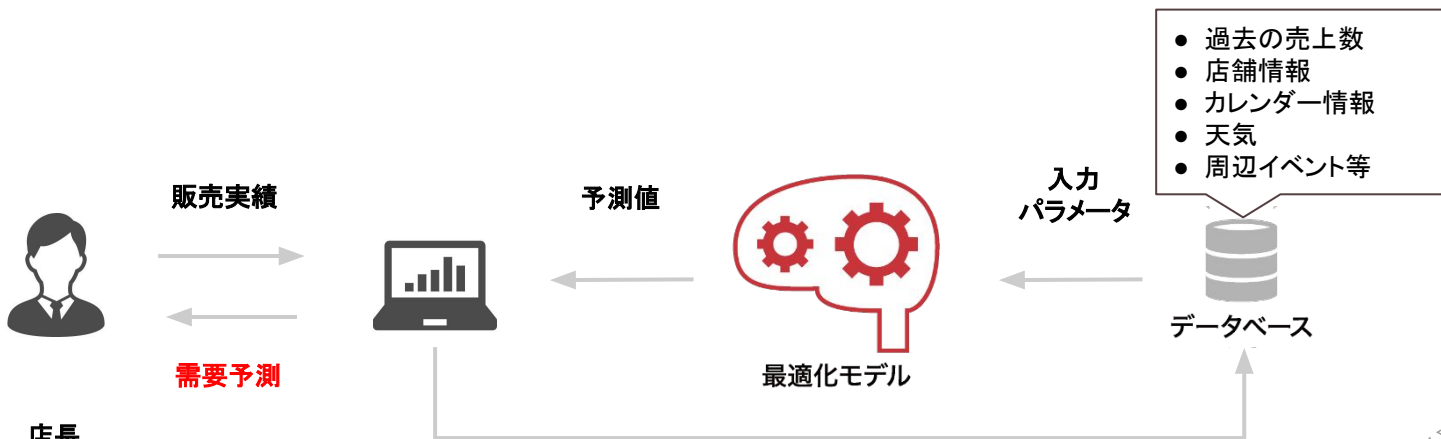 ● 過去の売上数
● 店舗情報
● カレンダー情報
● 天気
● 周辺イベント等
販売実績
予測値
入力
パラメータ
需要予測
最適化モデル
データベース
店長